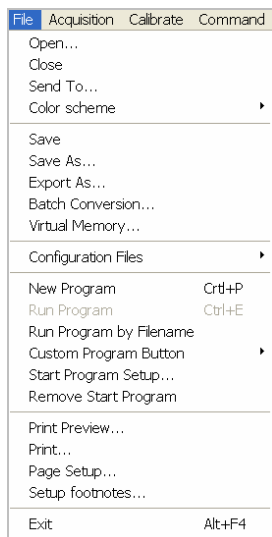 File Acquisition Calibrate Command
Open...
Close
Send To...
Color scheme
Save
Save As...
Export As...
Batch Conversion...
Virtual Memory...
Configuration Files
New Program Crtl+P
Run Program Ctrl+E
Run Program by Filename
Custom Program Button
Start Program Setup...
Remove Start Program
Print Preview...
Print...
Page Setup...
Setup footnotes...
Exit Alt+F4